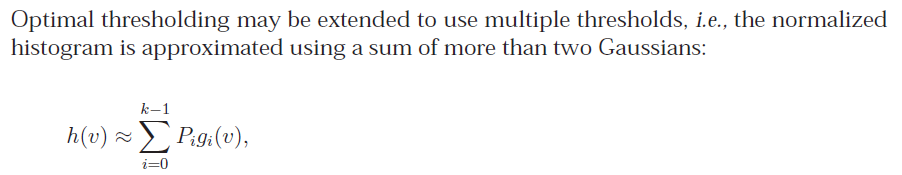 Optimal thresholding may be extended to use multiple thresholds, i.e., the normalized
histogram is approximated using a sum of more than two Gaussians:
h(v) ≈ \sum_{i=0}^{k−1} P_i g_i(v),